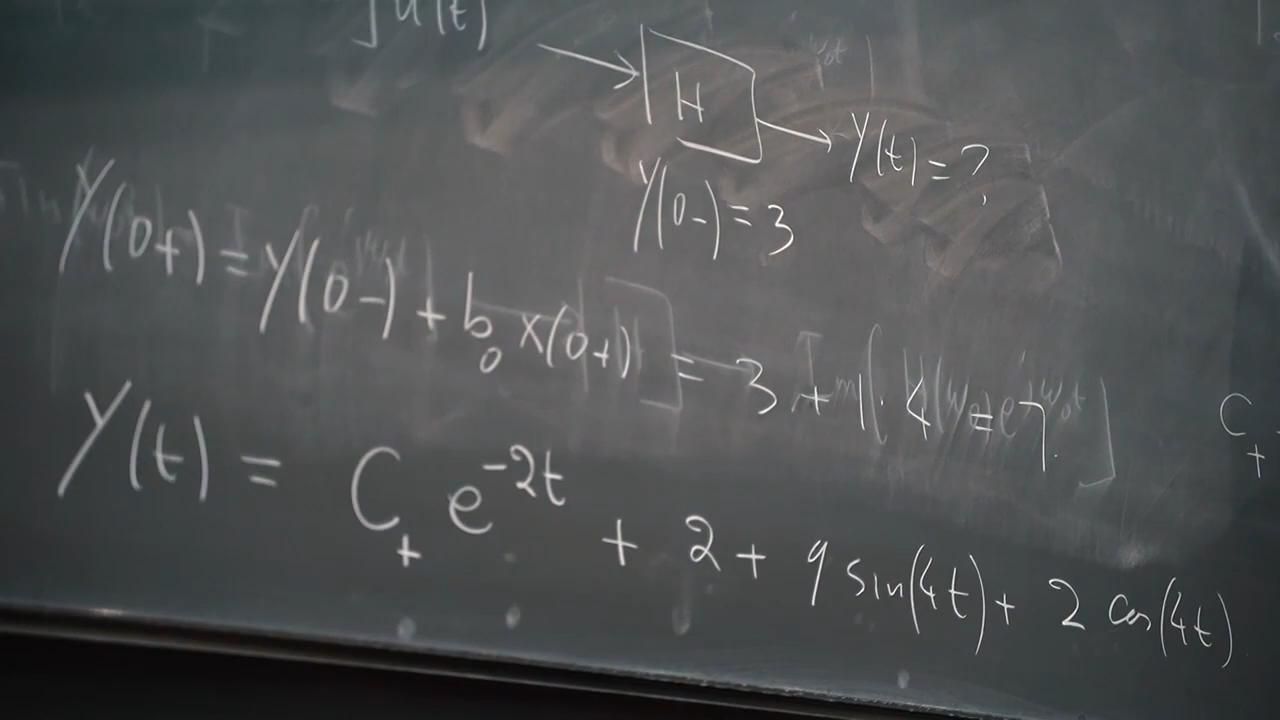 u(t)
H
Y(t) = ?
Y(0-) = 3
Y(0+) = Y(0-) + b₀ x(0+) = 3 + 1 · 4 = 7.
C₊
Y(t) = C₊ e⁻²ᵗ + 2 + 9 sin(4t) + 2 cos(4t)